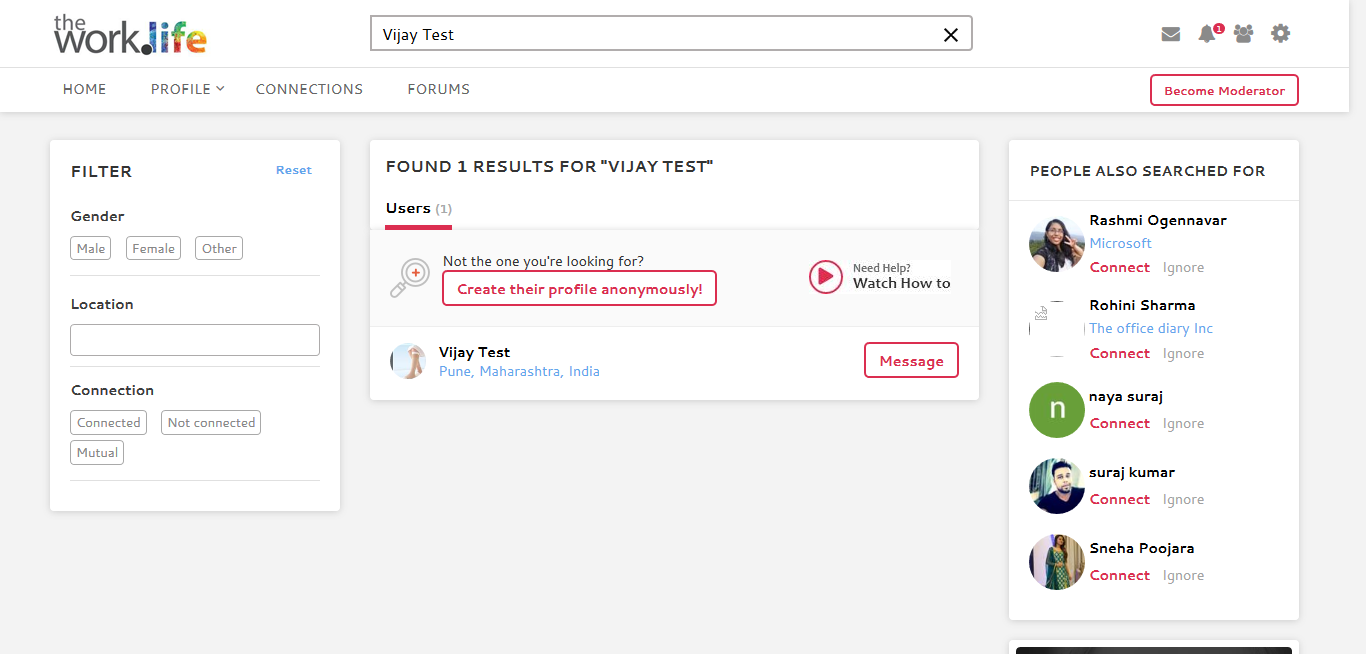 the
work.life
Vijay Test
1
HOME PROFILE CONNECTIONS FORUMS
Become Moderator
FILTER Reset
Gender
Male Female Other
Location
Connection
Connected Not connected
Mutual
FOUND 1 RESULTS FOR "VIJAY TEST"
Users (1)
Not the one you're looking for?
Create their profile anonymously!
Need Help?
Watch How to
Vijay Test
Pune, Maharashtra, India
Message
PEOPLE ALSO SEARCHED FOR
Rashmi Ogennavar
Microsoft
Connect Ignore
Rohini Sharma
The office diary Inc
Connect Ignore
n
naya suraj
Connect Ignore
suraj kumar
Connect Ignore
Sneha Poojara
Connect Ignore